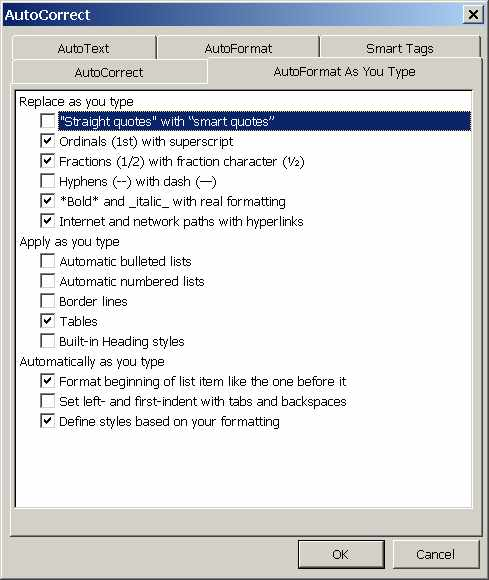 AutoCorrect
AutoText AutoFormat Smart Tags
AutoCorrect AutoFormat As You Type
Replace as you type
"Straight quotes" with “smart quotes”
Ordinals (1st) with superscript
Fractions (1/2) with fraction character (½)
Hyphens (--) with dash (—)
*Bold* and _italic_ with real formatting
Internet and network paths with hyperlinks
Apply as you type
Automatic bulleted lists
Automatic numbered lists
Border lines
Tables
Built-in Heading styles
Automatically as you type
Format beginning of list item like the one before it
Set left- and first-indent with tabs and backspaces
Define styles based on your formatting
OK Cancel